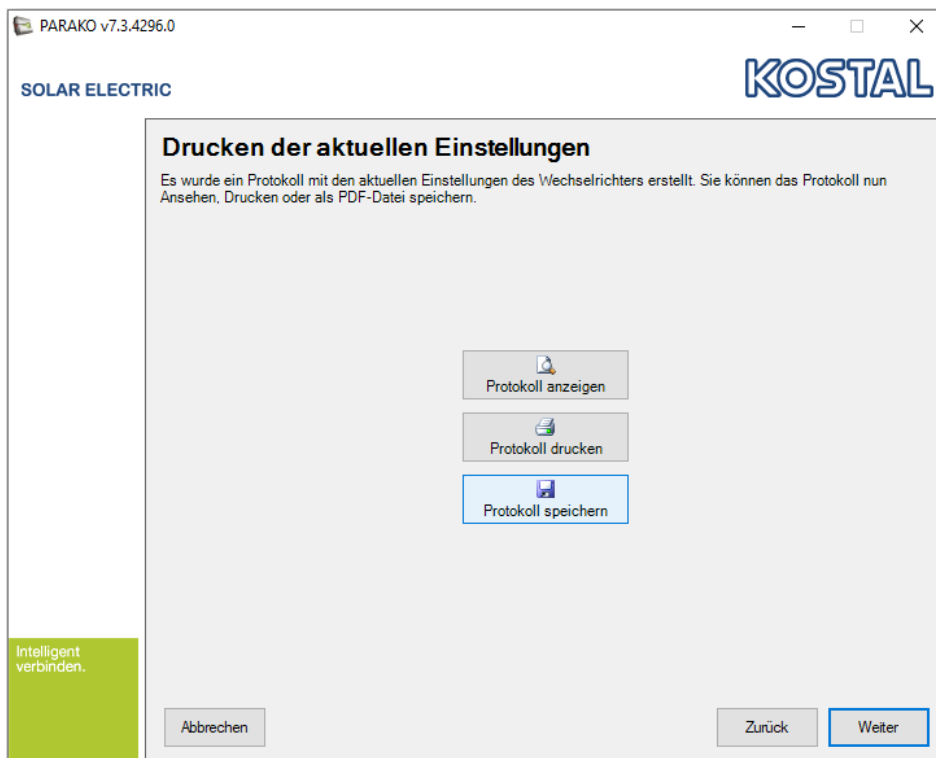 PARAKO v7.3.4296.0
SOLAR ELECTRIC
KOSTAL
Drucken der aktuellen Einstellungen
Es wurde ein Protokoll mit den aktuellen Einstellungen des Wechselrichters erstellt. Sie können das Protokoll nun
Ansehen, Drucken oder als PDF-Datei speichern.
Protokoll anzeigen
Protokoll drucken
Protokoll speichern
Intelligent
verbinden.
Abbrechen
Zurück
Weiter